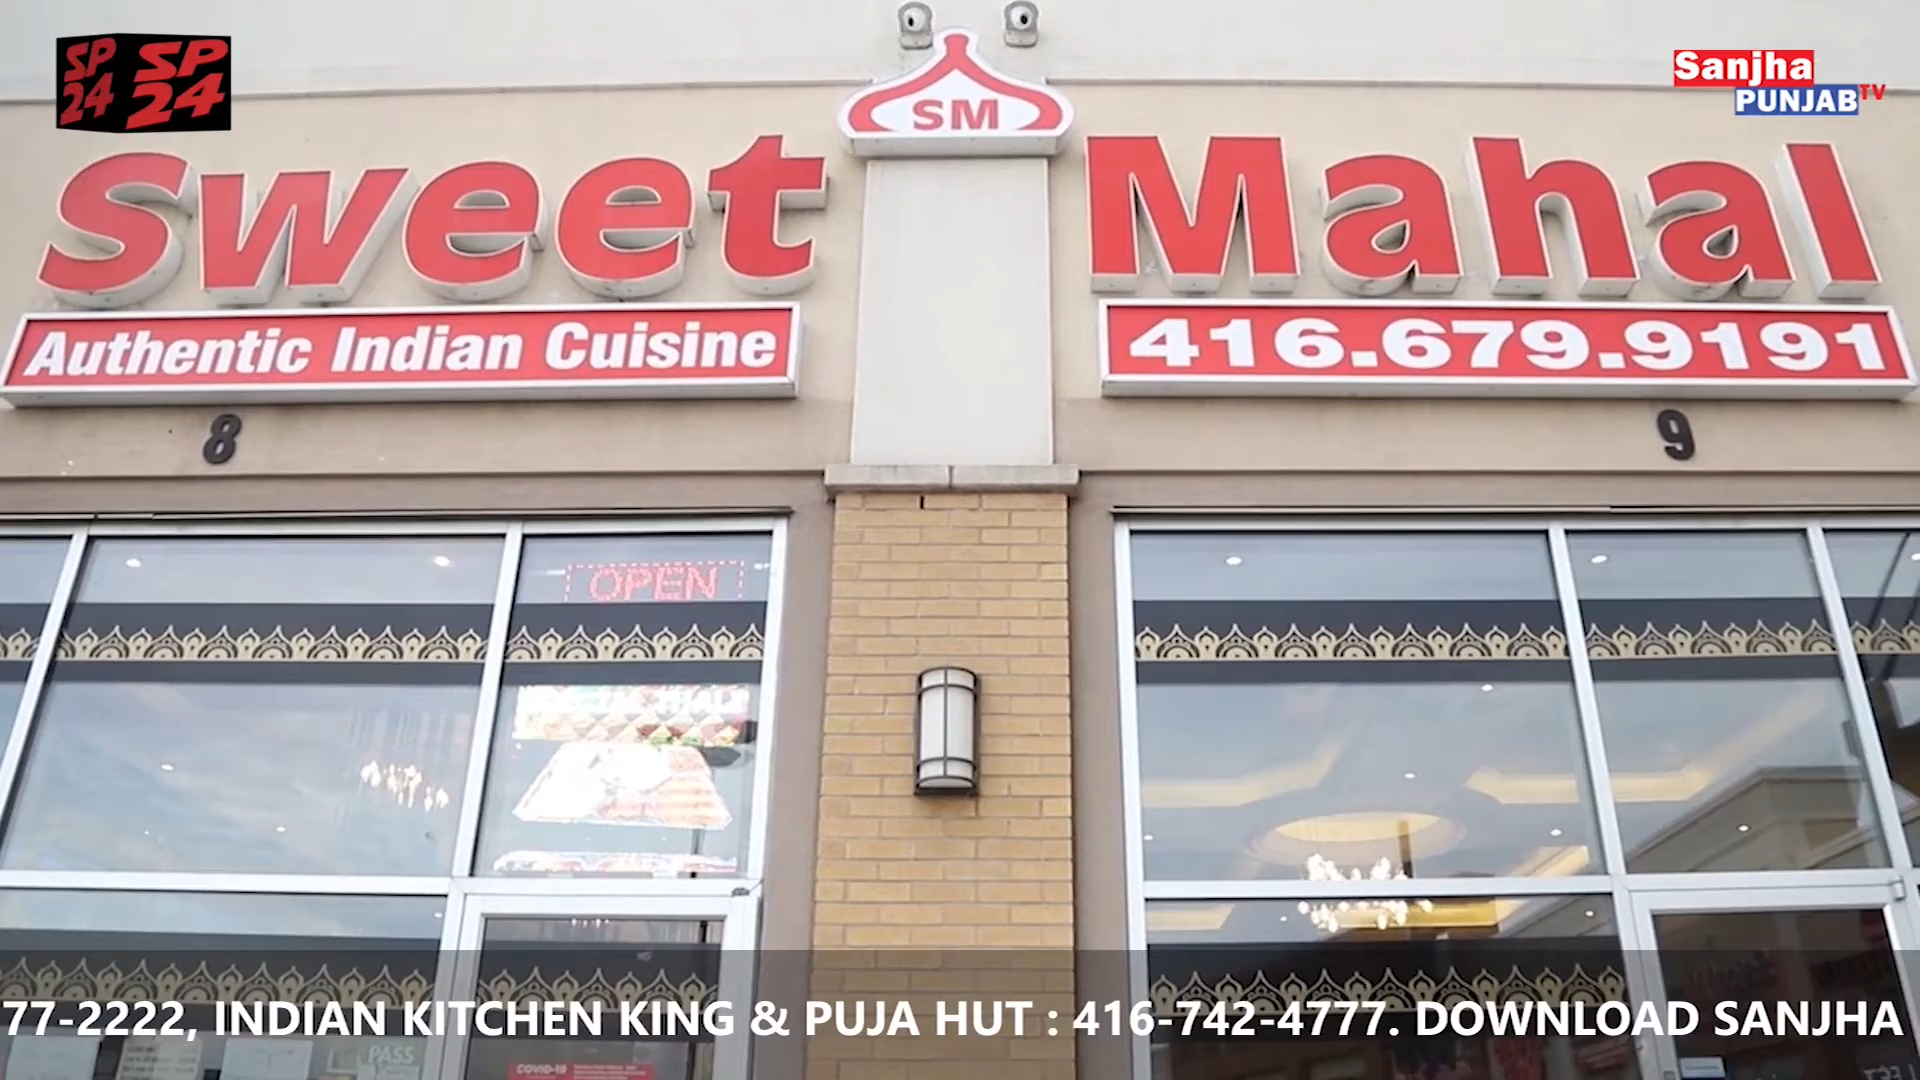 SP
24
SP
24
Sanjha
PUNJAB TV
SM
Sweet Mahal
Authentic Indian Cuisine
416.679.9191
8
9
OPEN
77-2222, INDIAN KITCHEN KING & PUJA HUT : 416-742-4777. DOWNLOAD SANJHA
PASS
COVID-19